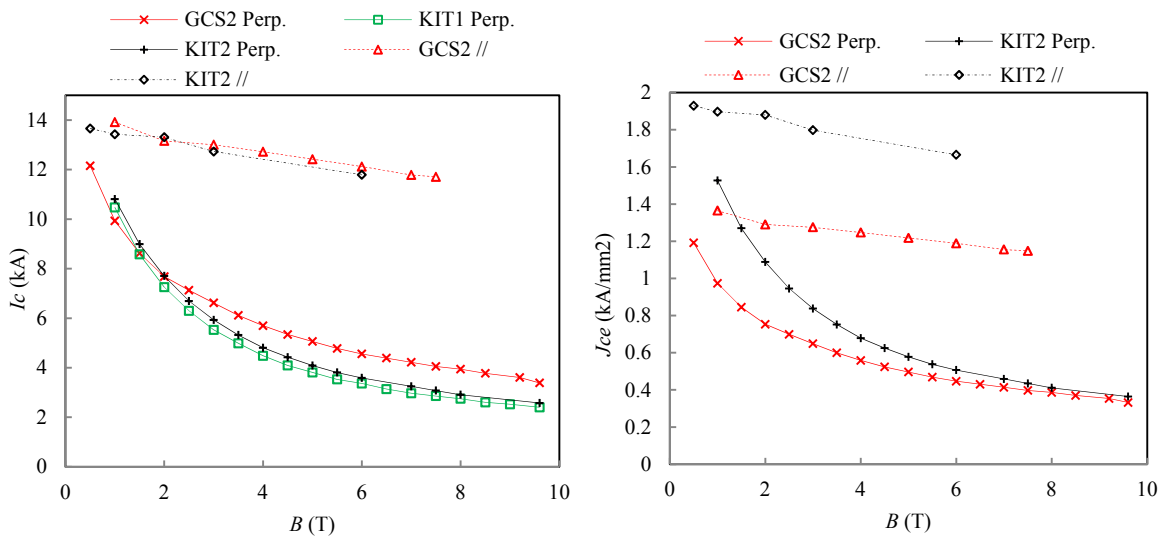 GCS2 Perp.
KIT1 Perp.
KIT2 Perp.
GCS2 //
KIT2 //
14
12
10
8
6
4
2
0
Ic (kA)
0 2 4 6 8 10
B (T)
GCS2 Perp.
KIT2 Perp.
GCS2 //
KIT2 //
2
1.8
1.6
1.4
1.2
1
0.8
0.6
0.4
0.2
0
Jce (kA/mm2)
0 2 4 6 8 10
B (T)